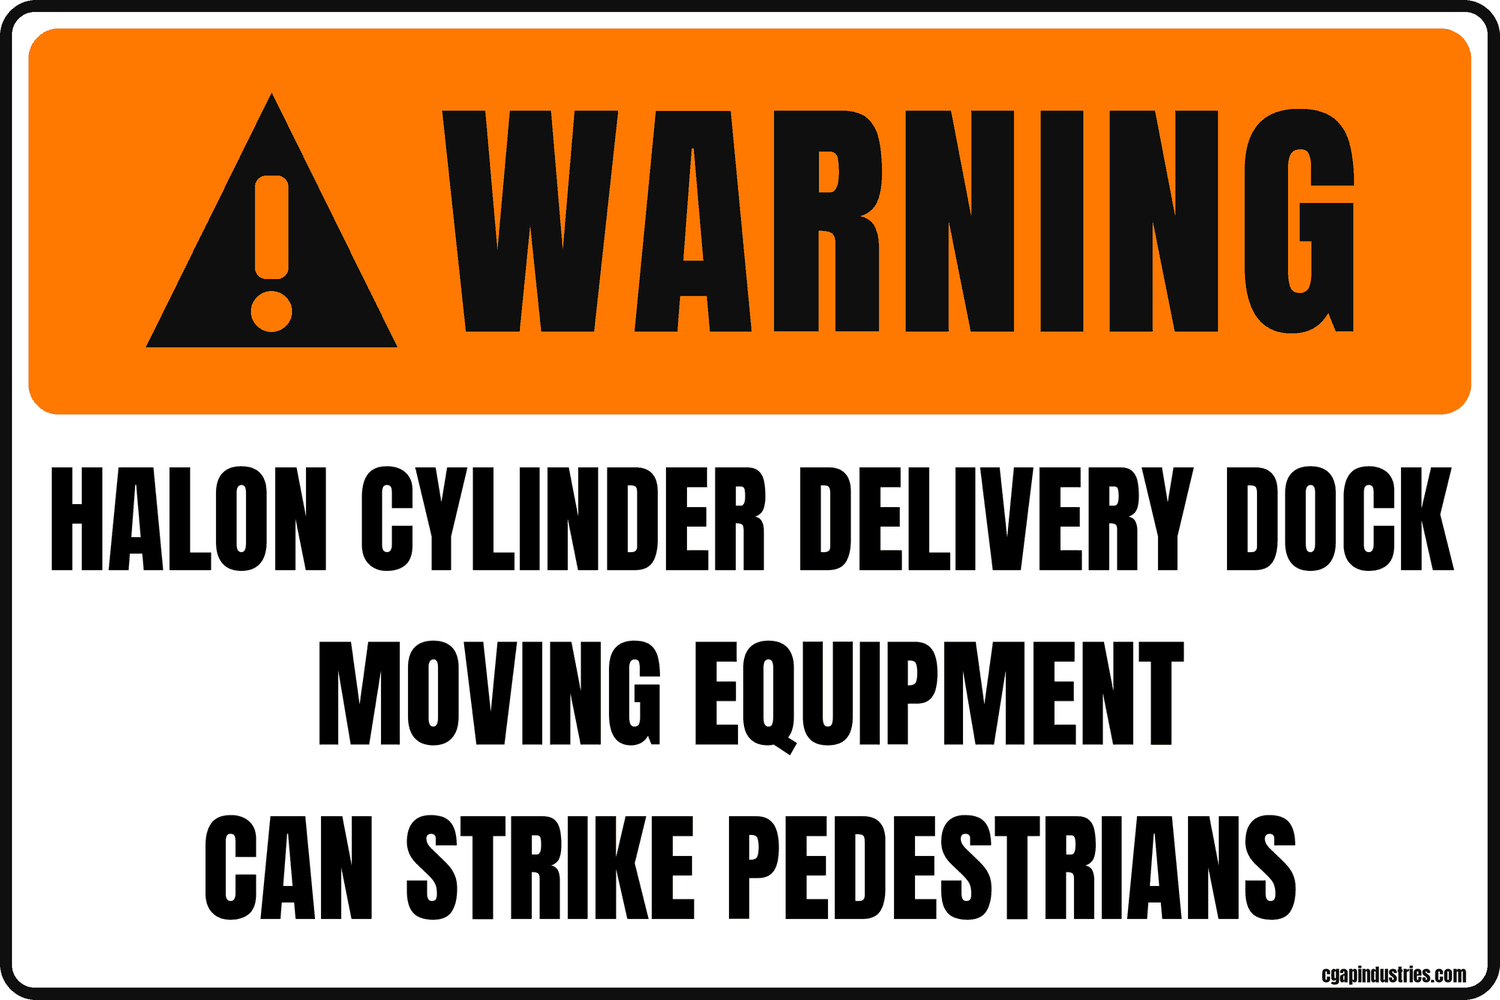 WARNING
HALON CYLINDER DELIVERY DOCK
MOVING EQUIPMENT
CAN STRIKE PEDESTRIANS
cgapindustries.com